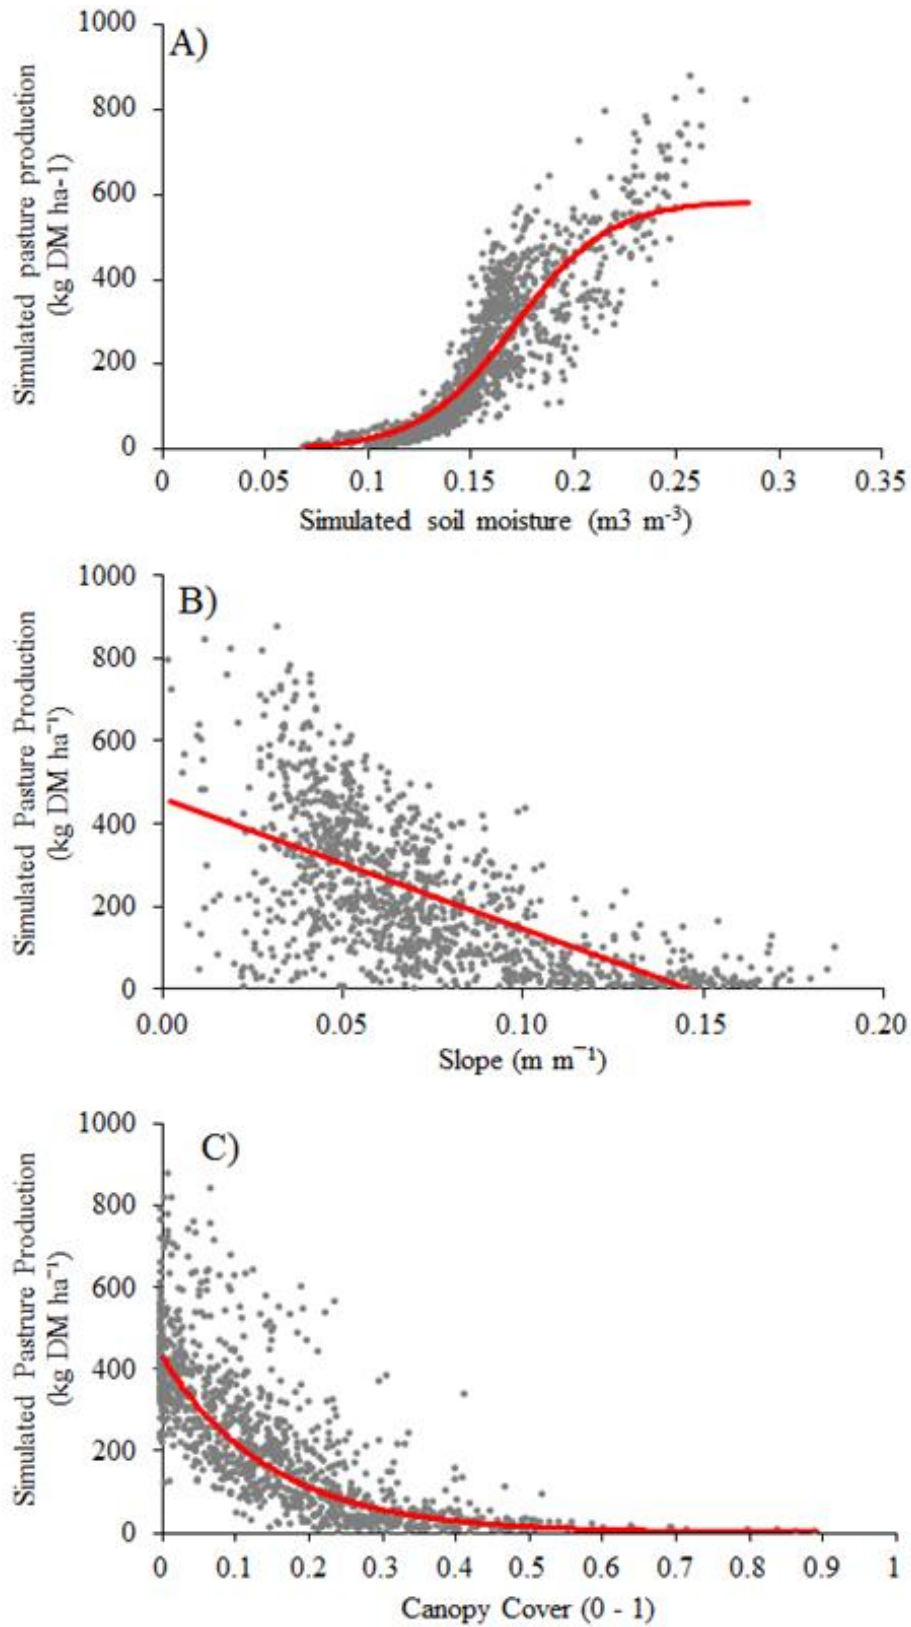 A)
Simulated pasture production
(kg DM ha-1)
1000
800
600
400
200
0
0 0.05 0.1 0.15 0.2 0.25 0.3 0.35
Simulated soil moisture (m3 m⁻³)
B)
Simulated Pasture Production
(kg DM ha⁻¹)
1000
800
600
400
200
0
0.00 0.05 0.10 0.15 0.20
Slope (m m⁻¹)
C)
Simulated Pastrure Production
(kg DM ha⁻¹)
1000
800
600
400
200
0
0 0.1 0.2 0.3 0.4 0.5 0.6 0.7 0.8 0.9 1
Canopy Cover (0 - 1)